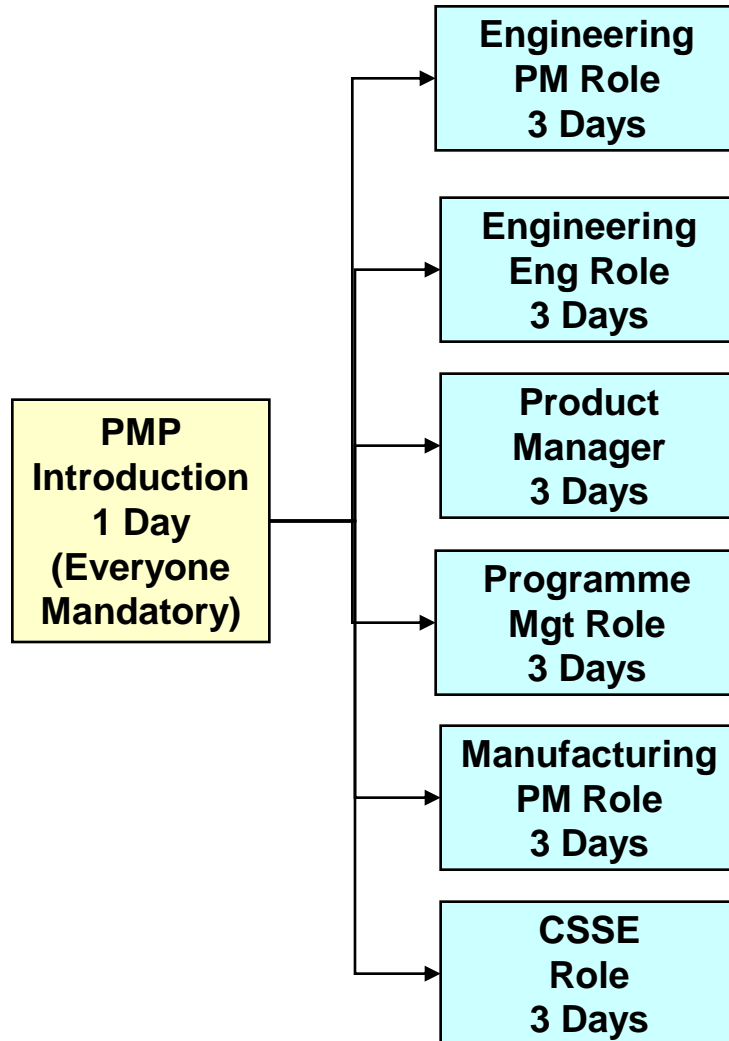 Engineering
PM Role
3 Days
Engineering
Eng Role
3 Days
Product
Manager
3 Days
PMP
Introduction
1 Day
(Everyone
Mandatory)
Programme
Mgt Role
3 Days
Manufacturing
PM Role
3 Days
CSSE
Role
3 Days